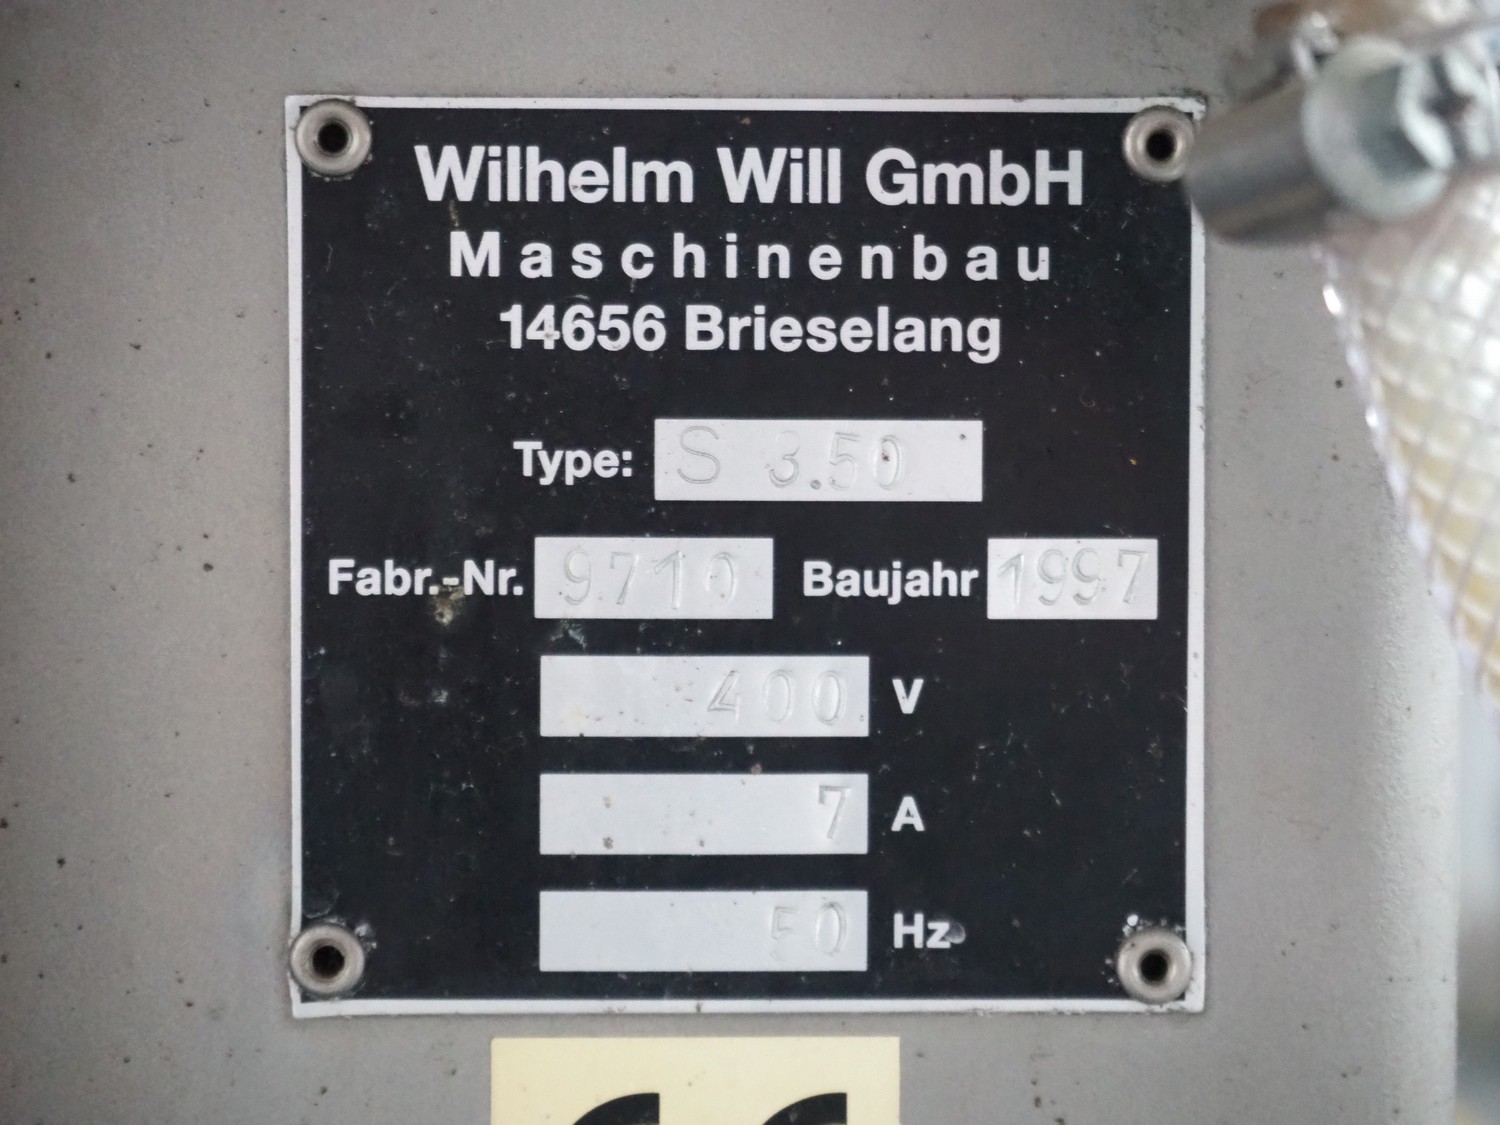 Wilhelm Will GmbH
Maschinenbau
14656 Brieselang
Type: S 3.50
Fabr.-Nr. 9710 Baujahr 1997
400 V
7 A
50 Hz